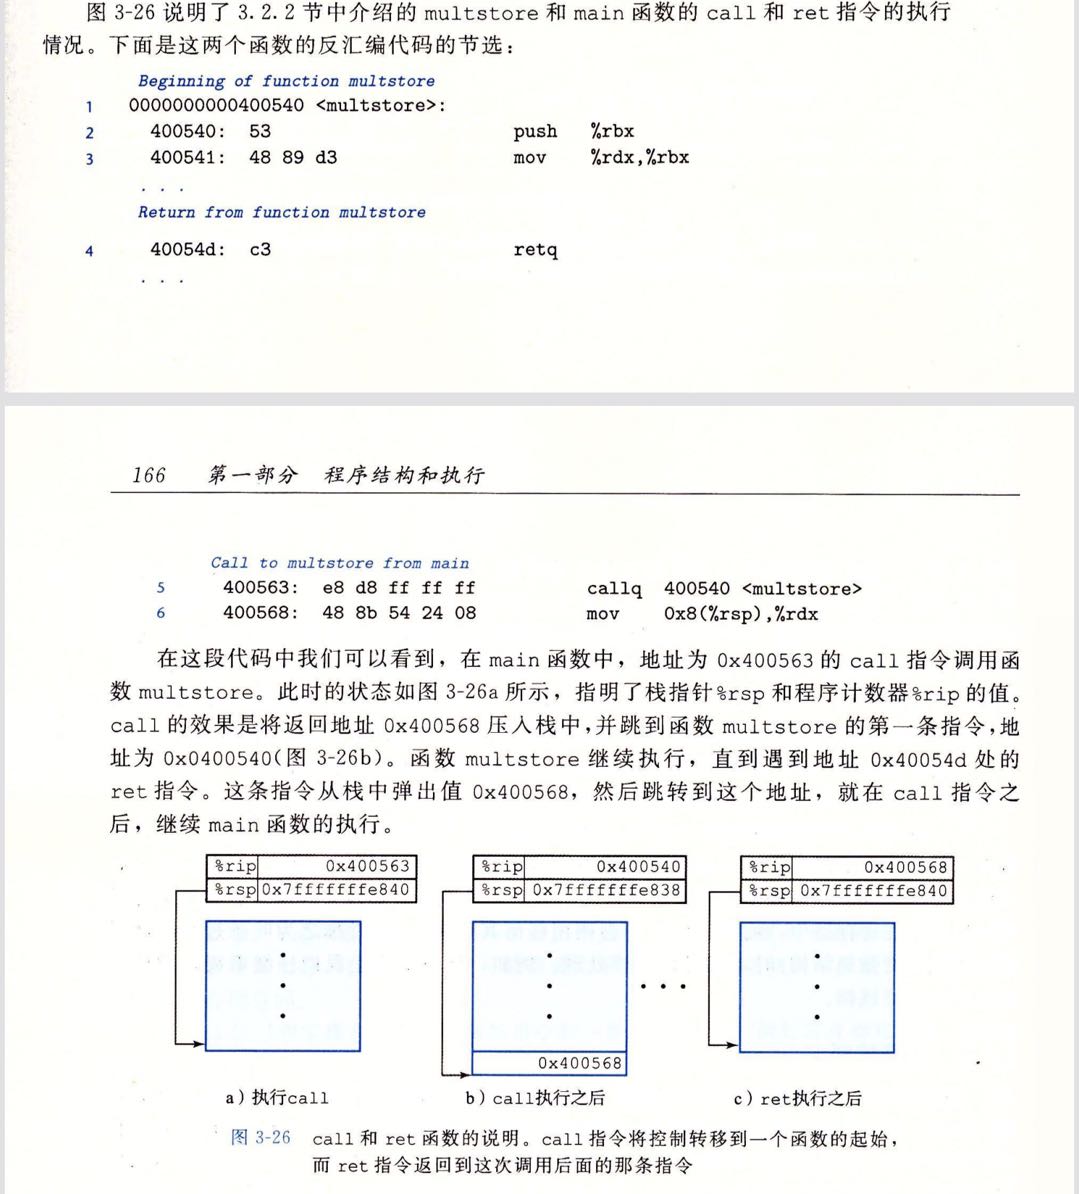 图 3-26 说明了 3.2.2 节中介绍的 multstore 和 main 函数的 call 和 ret 指令的执行
情况。下面是这两个函数的反汇编代码的节选：
Beginning of function multstore
1 0000000000400540 <multstore>:
2 400540: 53 push %rbx
3 400541: 48 89 d3 mov %rdx,%rbx
. . .
Return from function multstore
4 40054d: c3 retq
. . .
166 第一部分 程序结构和执行
Call to multstore from main
5 400563: e8 d8 ff ff ff callq 400540 <multstore>
6 400568: 48 8b 54 24 08 mov 0x8(%rsp),%rdx
在这段代码中我们可以看到，在 main 函数中，地址为 0x400563 的 call 指令调用函
数 multstore。此时的状态如图 3-26a 所示，指明了栈指针%rsp 和程序计数器%rip 的值。
call 的效果是将返回地址 0x400568 压入栈中,并跳到函数 multstore 的第一条指令,地
址为 0x0400540(图 3-26b)。函数 multstore 继续执行，直到遇到地址 0x40054d 处的
ret 指令。这条指令从栈中弹出值 0x400568，然后跳转到这个地址，就在 call 指令之
后，继续 main 函数的执行。
%rip 0x400563
%rsp 0x7fffffffe840
%rip 0x400540
%rsp 0x7fffffffe838
%rip 0x400568
%rsp 0x7fffffffe840
0x400568
a）执行call
b）call执行之后
c）ret执行之后
图 3-26 call 和 ret 函数的说明。call 指令将控制转移到一个函数的起始，
而 ret 指令返回到这次调用后面的那条指令